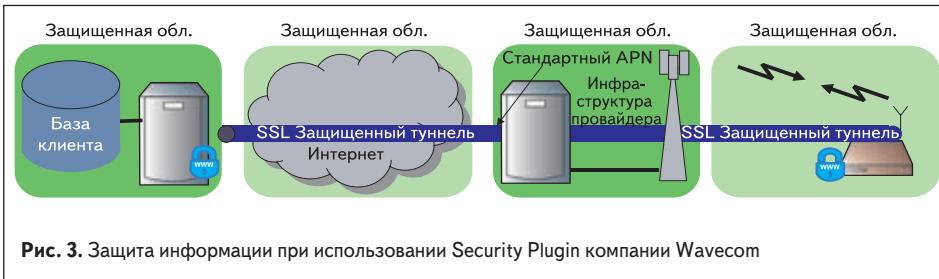 Защищенная обл.
Защищенная обл.
Защищенная обл.
Защищенная обл.
Стандартный APN
База
клиента
Инфра-
структура
провайдера
SSL Защищенный туннель
SSL Защищенный туннель
Интернет
www
www
Рис. 3. Защита информации при использовании Security Plugin компании Wavecom